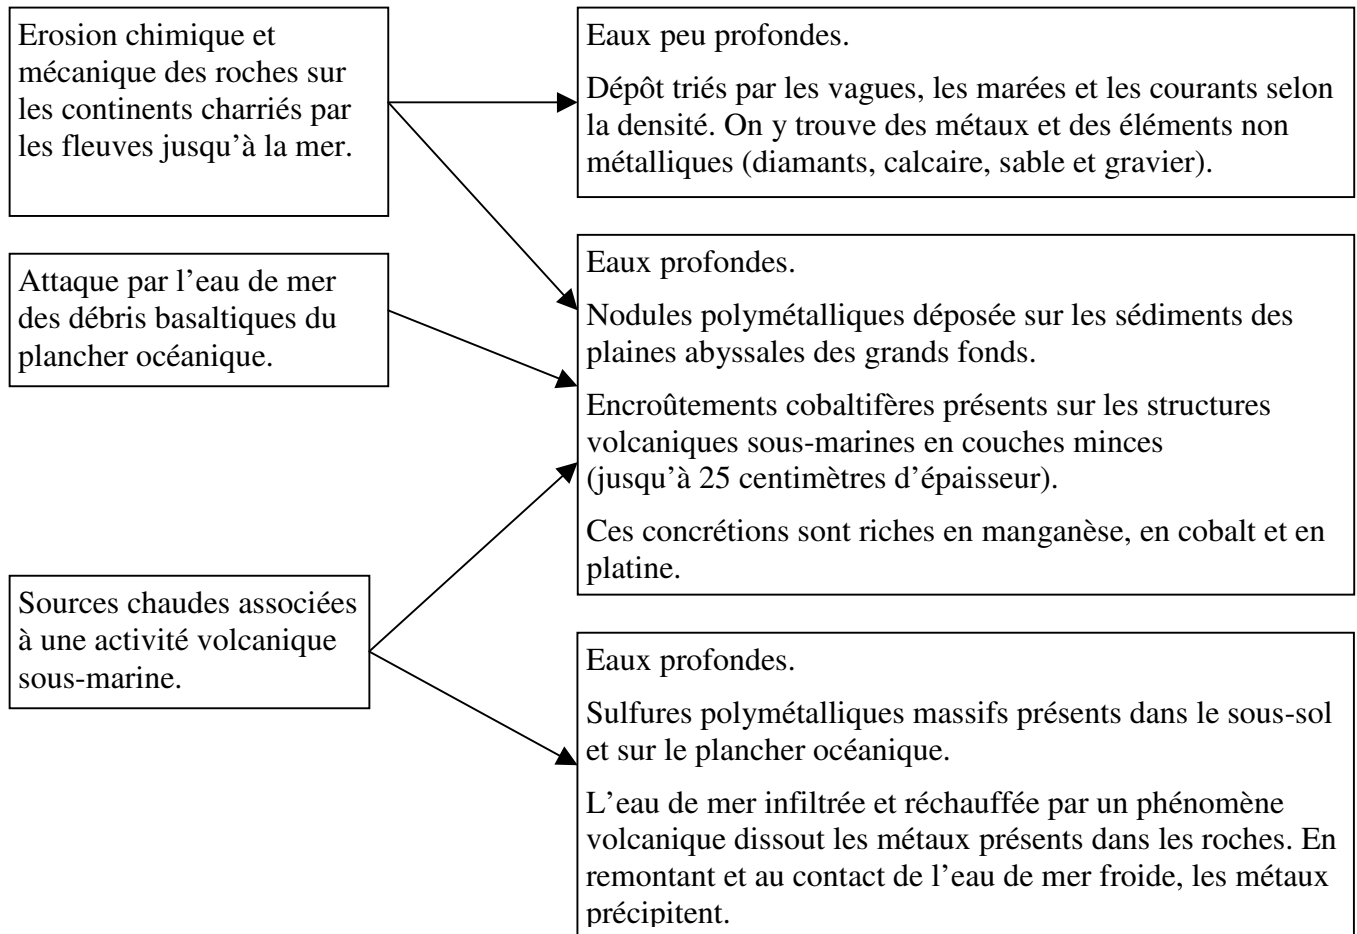 Erosion chimique et
mécanique des roches sur
les continents charriés par
les fleuves jusqu’à la mer.
Attaque par l’eau de mer
des débris basaltiques du
plancher océanique.
Sources chaudes associées
à une activité volcanique
sous-marine.
Eaux peu profondes.
Dépôt triés par les vagues, les marées et les courants selon
la densité. On y trouve des métaux et des éléments non
métalliques (diamants, calcaire, sable et gravier).
Eaux profondes.
Nodules polymétalliques déposée sur les sédiments des
plaines abyssales des grands fonds.
Encroûtements cobaltifères présents sur les structures
volcaniques sous-marines en couches minces
(jusqu’à 25 centimètres d’épaisseur).
Ces concrétions sont riches en manganèse, en cobalt et en
platine.
Eaux profondes.
Sulfures polymétalliques massifs présents dans le sous-sol
et sur le plancher océanique.
L’eau de mer infiltrée et réchauffée par un phénomène
volcanique dissout les métaux présents dans les roches. En
remontant et au contact de l’eau de mer froide, les métaux
précipitent.